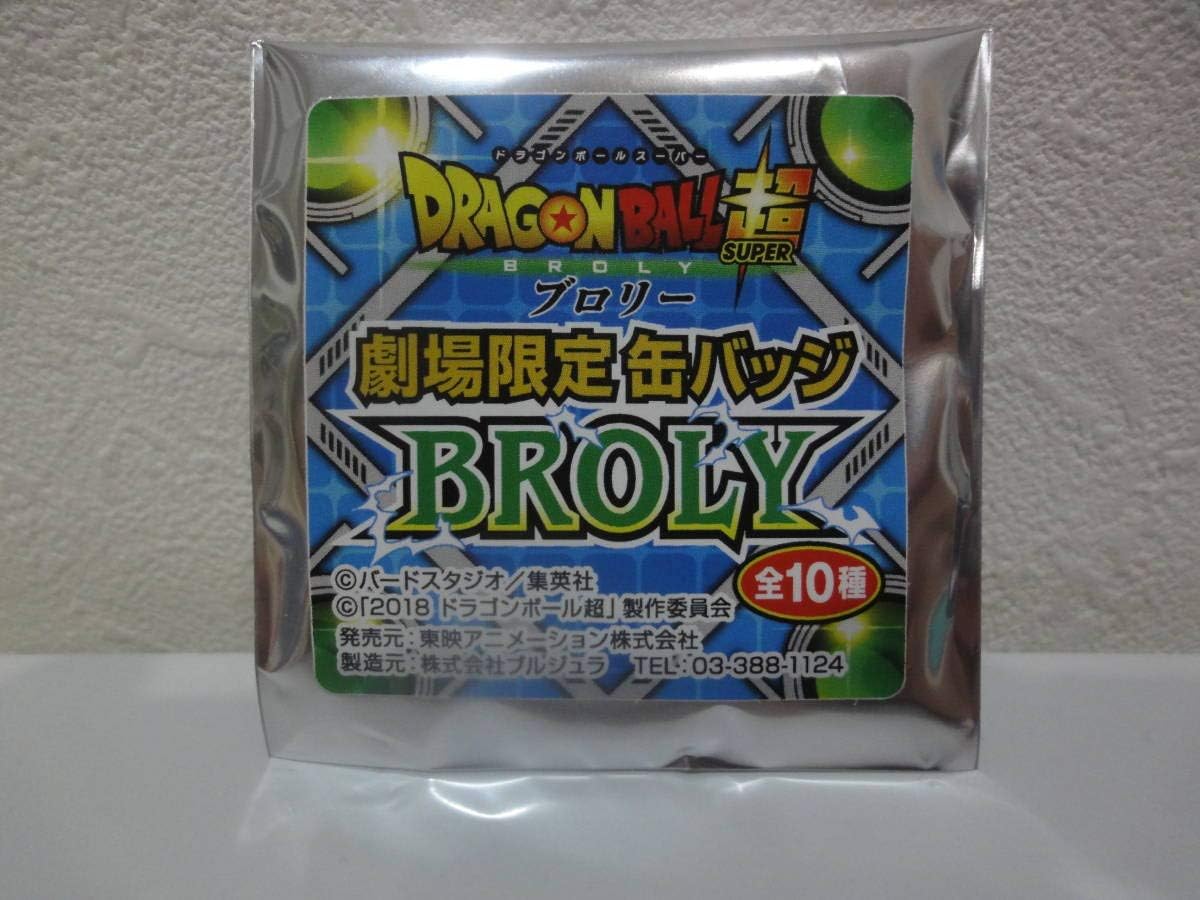 ドラゴンボールスーパー
DRAGON BALL 超
SUPER
BROLY
ブロリー
劇場限定 缶バッジ
BROLY
全10種
©バードスタジオ／集英社
©「2018 ドラゴンボール超」製作委員会
発売元：東映アニメーション株式会社
製造元：株式会社ブルジュラ TEL：03-388-1124